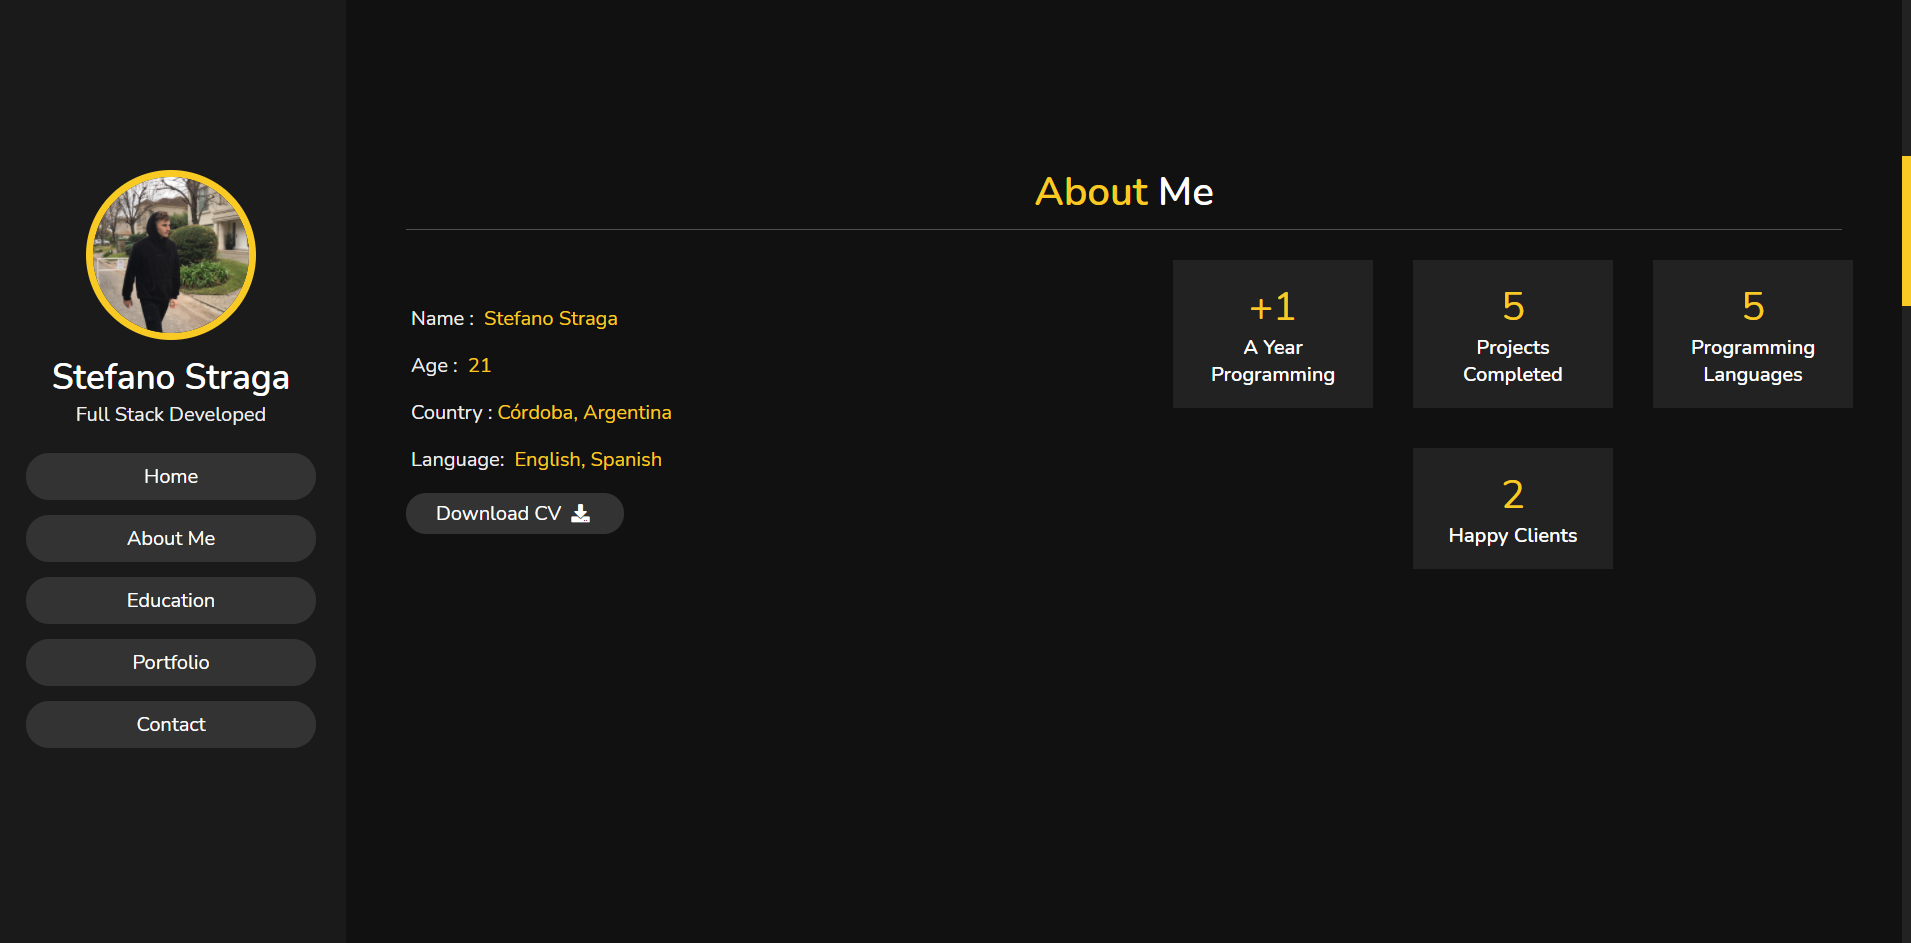 Stefano Straga
Full Stack Developed
Home
About Me
Education
Portfolio
Contact
About Me
Name : Stefano Straga
Age : 21
Country : Córdoba, Argentina
Language: English, Spanish
Download CV
+1
A Year
Programming
5
Projects
Completed
5
Programming
Languages
2
Happy Clients